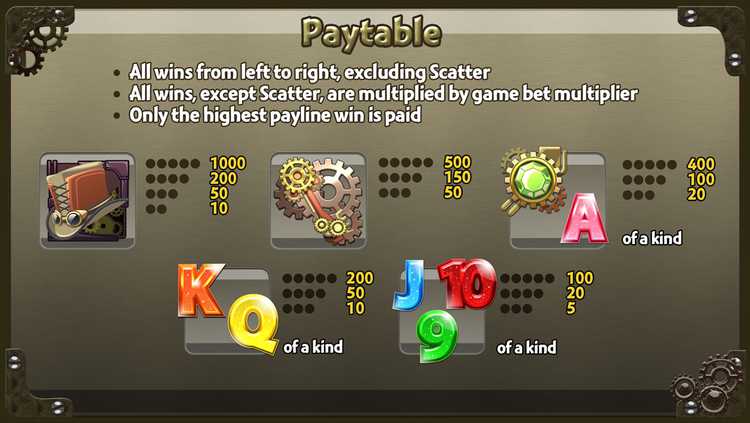 Paytable
• All wins from left to right, excluding Scatter
• All wins, except Scatter, are multiplied by game bet multiplier
• Only the highest payline win is paid
1000
200
50
10
500
150
50
A
400
100
20
of a kind
K Q
200
50
10
of a kind
J 10 9
100
20
5
of a kind